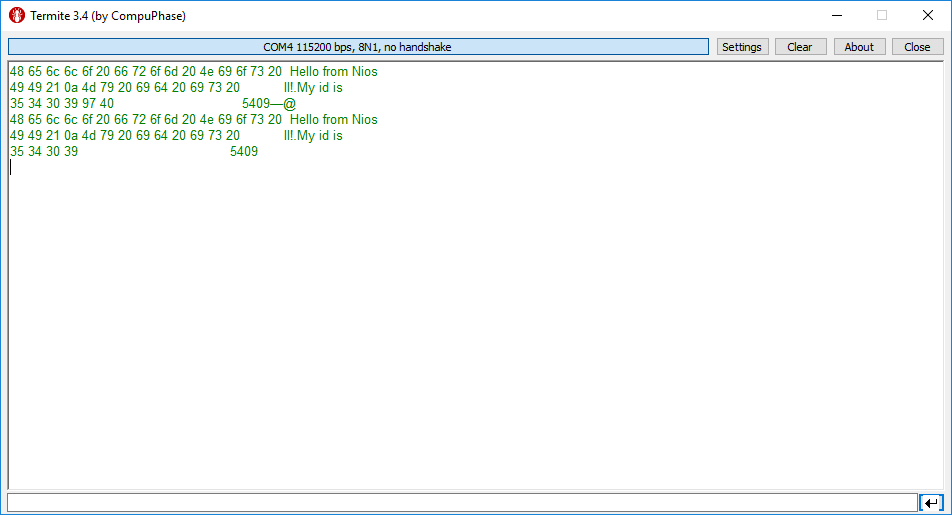 Termite 3.4 (by CompuPhase)
COM4 115200 bps, 8N1, no handshake Settings Clear About Close
48 65 6c 6c 6f 20 66 72 6f 6d 20 4e 69 6f 73 20 Hello from Nios
49 49 21 0a 4d 79 20 69 64 20 69 73 20 II!.My id is
35 34 30 39 97 40 5409—@
48 65 6c 6c 6f 20 66 72 6f 6d 20 4e 69 6f 73 20 Hello from Nios
49 49 21 0a 4d 79 20 69 64 20 69 73 20 II!.My id is
35 34 30 39 5409